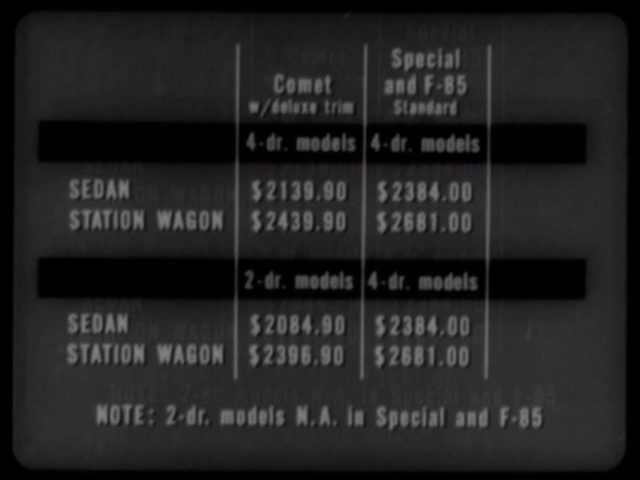 Special
Comet and F-85
w/deluxe trim Standard
4-dr. models 4-dr. models
SEDAN $2139.90 $2384.00
STATION WAGON $2439.90 $2681.00
2-dr. models 4-dr. models
SEDAN $2084.90 $2384.00
STATION WAGON $2396.90 $2681.00
NOTE: 2-dr. models N.A. in Special and F-85